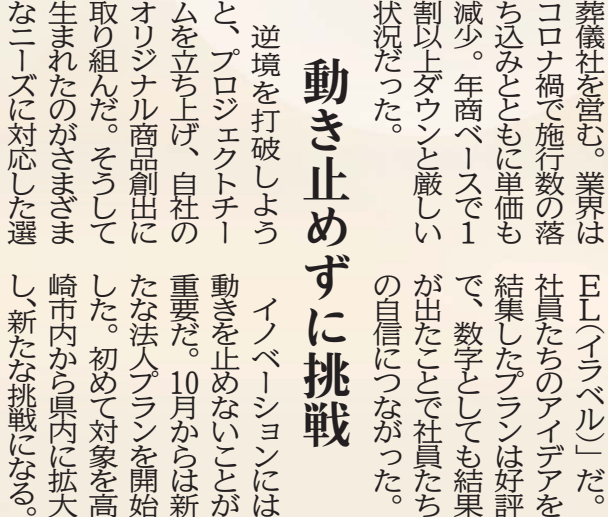 葬儀社を営む。業界は
コロナ禍で施行数の落
ち込みとともに単価も
減少。年商ベースで1
割以上ダウンと厳しい
状況だった。
動き止めずに挑戦
逆境を打破しよう
と、プロジェクトチー
ムを立ち上げ、自社の
オリジナル商品創出に
取り組んだ。そうして
生まれたのがさまざま
なニーズに対応した選
EL(イラベル)」だ。
社員たちのアイデアを
結集したプランは好評
で、数字としても結果
が出たことで社員たち
の自信につながった。
イノベーションには
動きを止めないことが
重要だ。10月からは新
たな法人プランを開始
した。初めて対象を高
崎市内から県内に拡大
し、新たな挑戦になる。